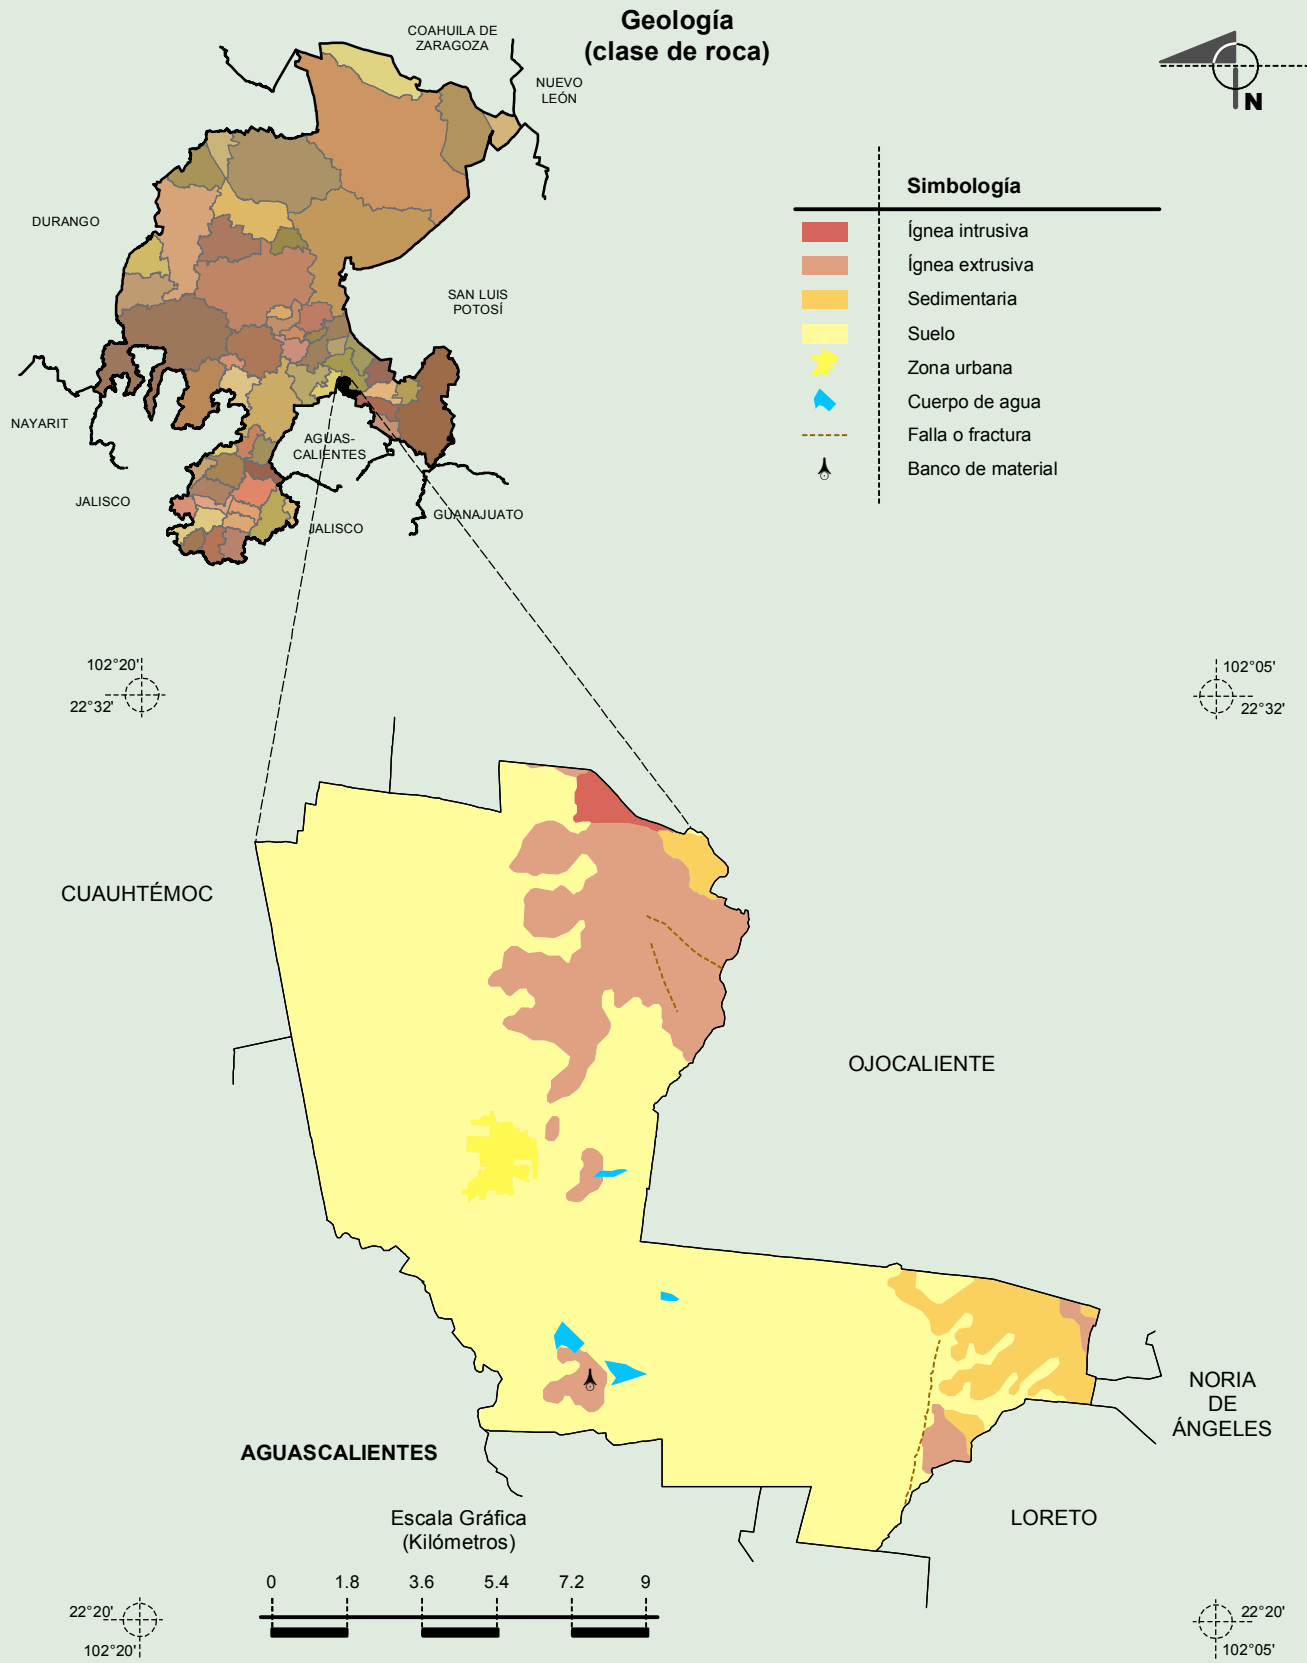 Geología
(clase de roca)
COAHUILA DE
ZARAGOZA
NUEVO
LEÓN
N
DURANGO
SAN LUIS
POTOSÍ
NAYARIT
AGUAS-
CALIENTES
JALISCO
JALISCO
GUANAJUATO
Simbología
Ígnea intrusiva
Ígnea extrusiva
Sedimentaria
Suelo
Zona urbana
Cuerpo de agua
Falla o fractura
Banco de material
102°20'
22°32'
102°05'
22°32'
CUAUHTÉMOC
OJOCALIENTE
NORIA
DE
ÁNGELES
AGUASCALIENTES
LORETO
Escala Gráfica
(Kilómetros)
0 1.8 3.6 5.4 7.2 9
22°20'
102°20'
22°20'
102°05'